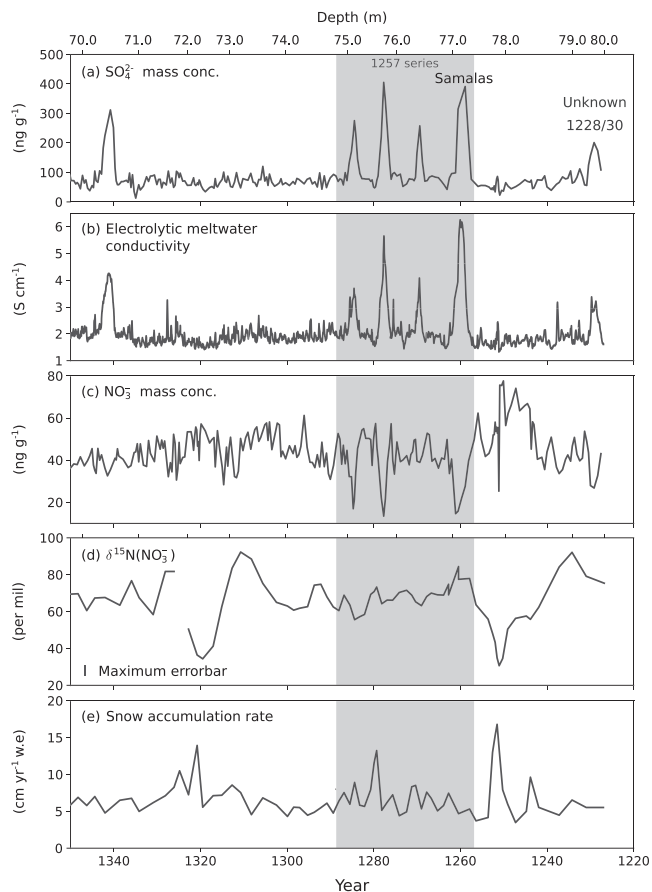 Depth (m)
70.0 71.0 72.0 73.0 74.0 75.0 76.0 77.0 78.0 79.0 80.0
500
400
300
200
100
0
(ng g⁻¹)
(a) SO₄²⁻ mass conc.
1257 series
Samalas
Unknown
1228/30
6
5
4
3
2
1
(S cm⁻¹)
(b) Electrolytic meltwater
conductivity
80
60
40
20
(ng g⁻¹)
(c) NO₃⁻ mass conc.
100
80
60
40
20
(per mil)
(d) δ¹⁵N(NO₃⁻)
I Maximum errorbar
20
15
10
5
0
(cm yr⁻¹ w.e)
(e) Snow accumulation rate
1340 1320 1300 1280 1260 1240 1220
Year